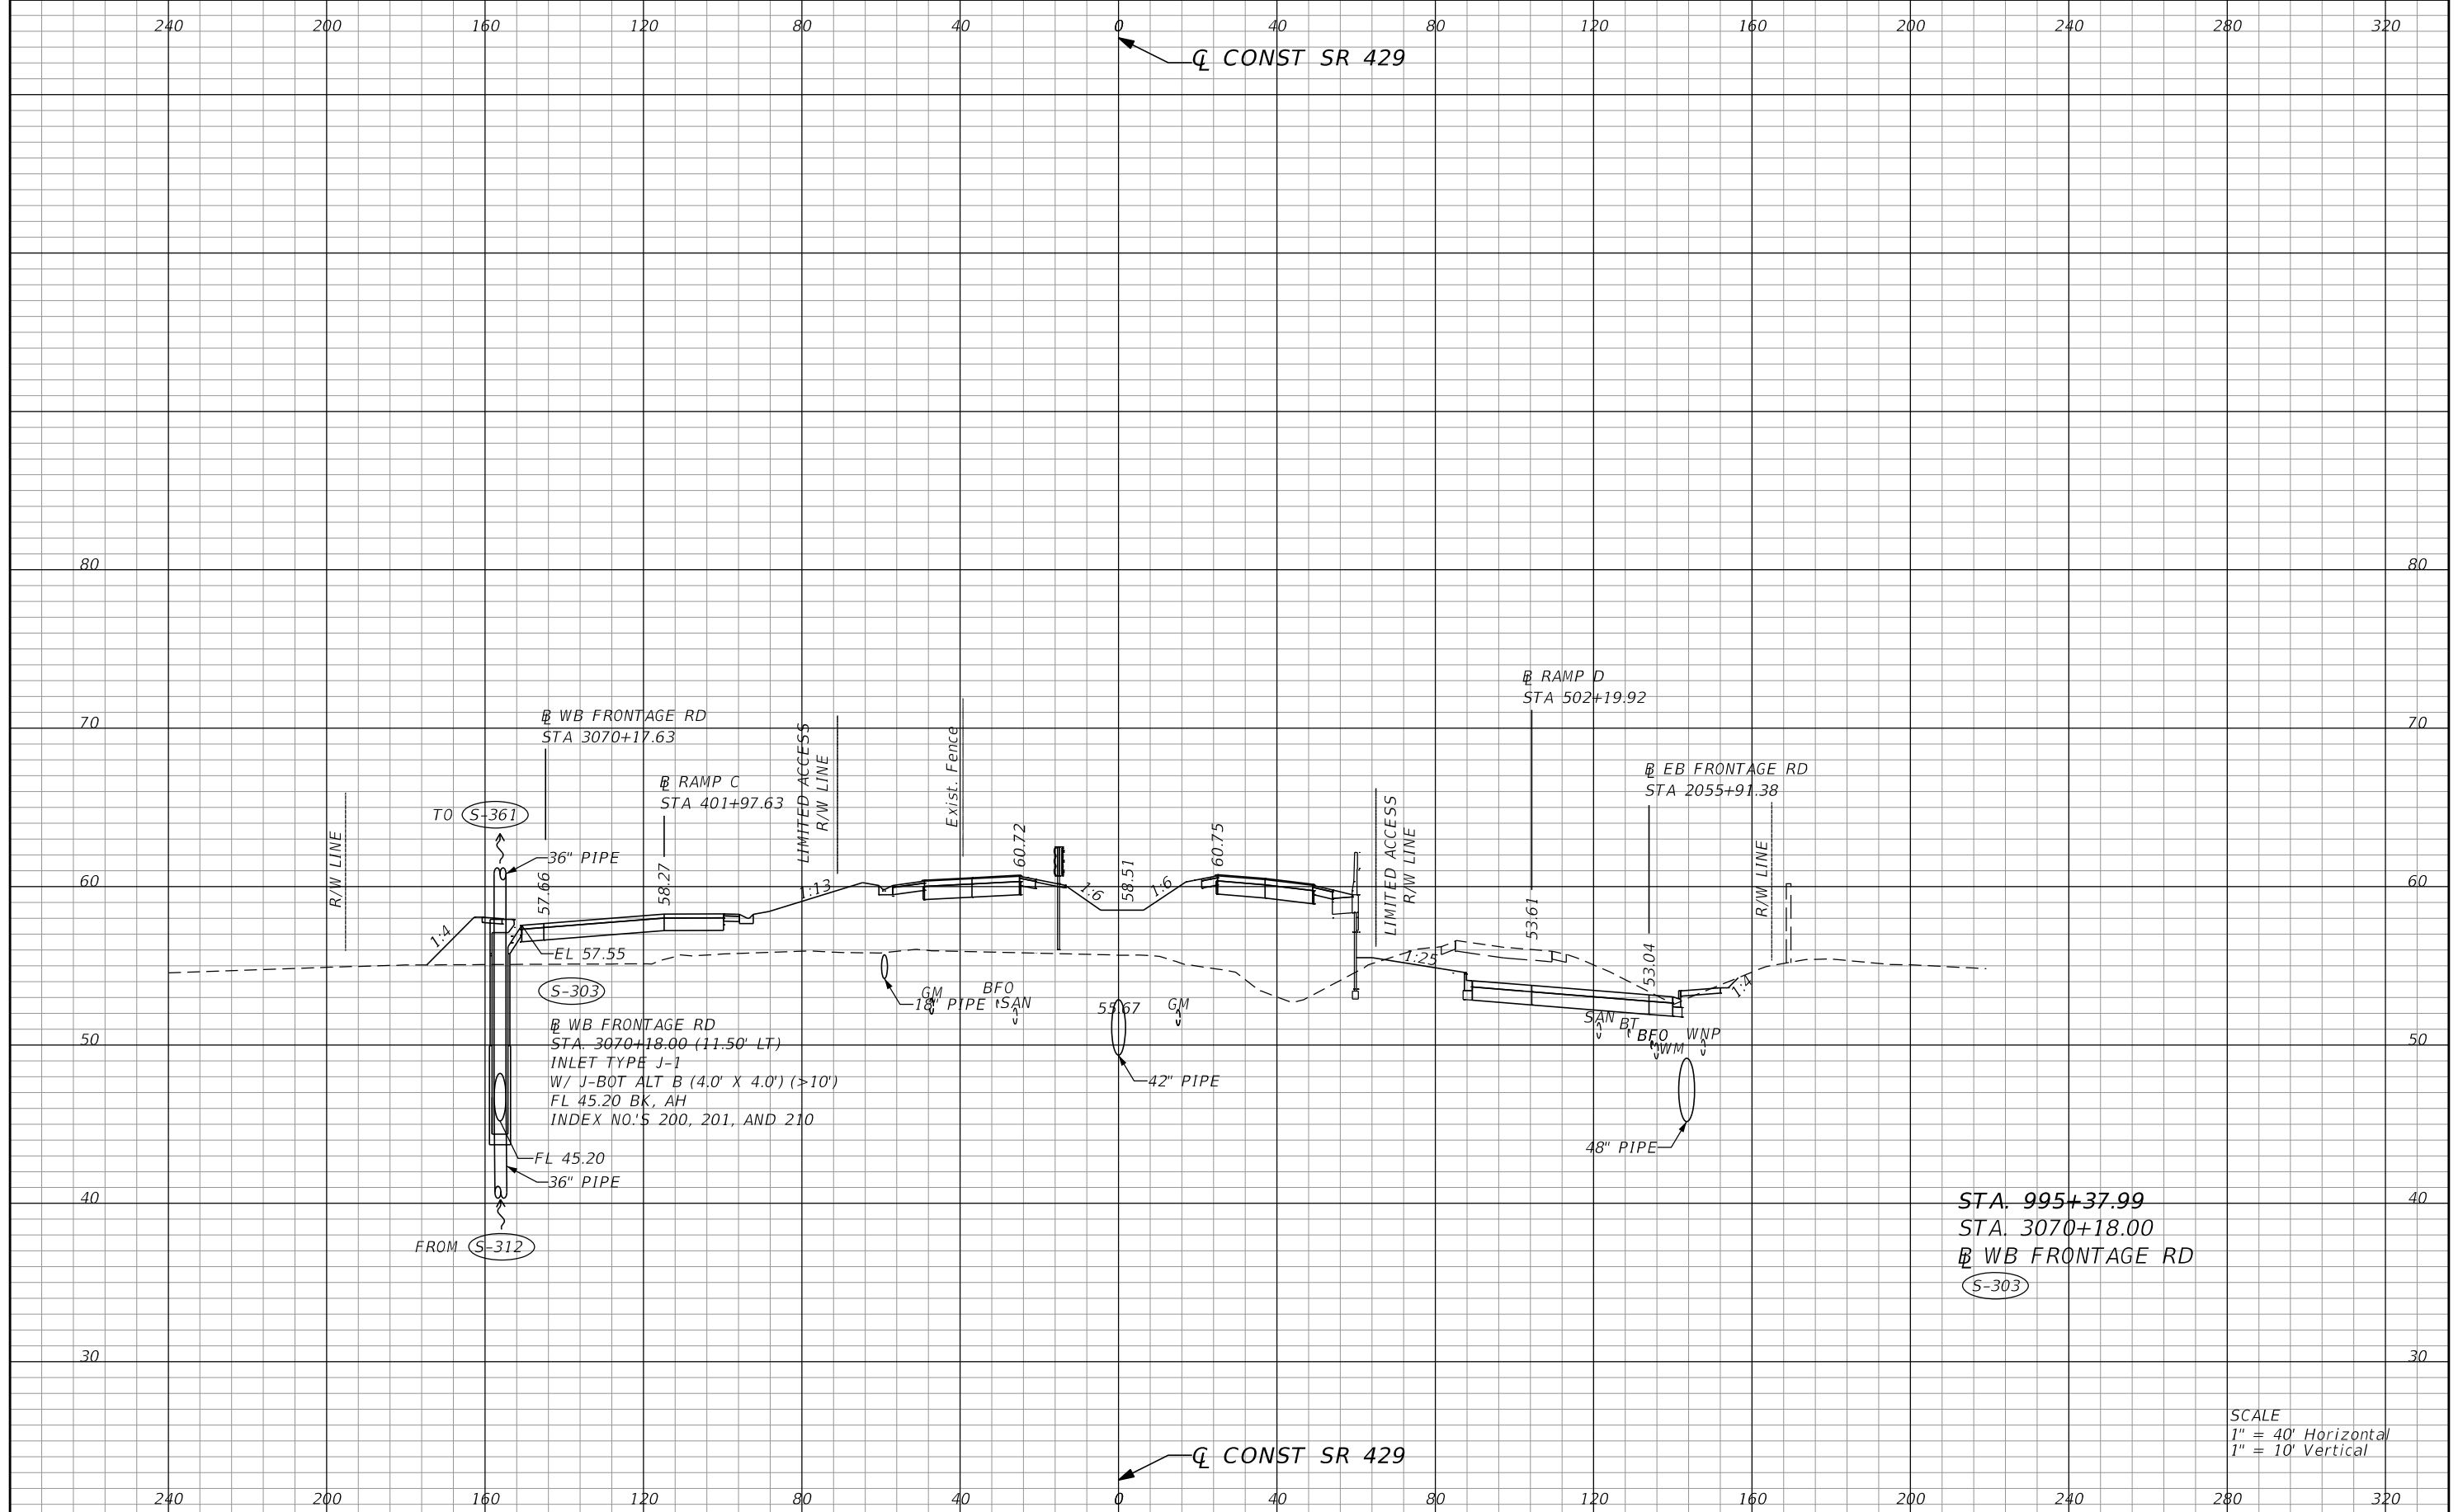 240 200 160 120 80 40 0 40 80 120 160 200 240 280 320
℄ CONST SR 429
80 80
70 70
60 60
50 50
40 40
30 30
℄ RAMP D
STA 502+19.92
℄ WB FRONTAGE RD
STA 3070+17.63
℄ RAMP C
STA 401+97.63
LIMITED ACCESS
R/W LINE
Exist. Fence
℄ EB FRONTAGE RD
STA 2055+91.38
TO S-361
R/W LINE
36" PIPE
57.66
58.27
1:13
60.72
1:6
58.51
1:6
60.75
LIMITED ACCESS
R/W LINE
53.61
53.04
R/W LINE
1:4
EL 57.55
1:25
1:4
S-303
GM
18" PIPE
BFO
SAN
55.67
GM
SAN
BT
BFO
WM
WNP
℄ WB FRONTAGE RD
STA. 3070+18.00 (11.50' LT)
INLET TYPE J-1
W/ J-BOT ALT B (4.0' X 4.0') (>10')
FL 45.20 BK, AH
INDEX NO.'S 200, 201, AND 210
42" PIPE
48" PIPE
FL 45.20
36" PIPE
FROM S-312
STA. 995+37.99
STA. 3070+18.00
℄ WB FRONTAGE RD
S-303
SCALE
1" = 40' Horizontal
1" = 10' Vertical
℄ CONST SR 429
240 200 160 120 80 40 0 40 80 120 160 200 240 280 320